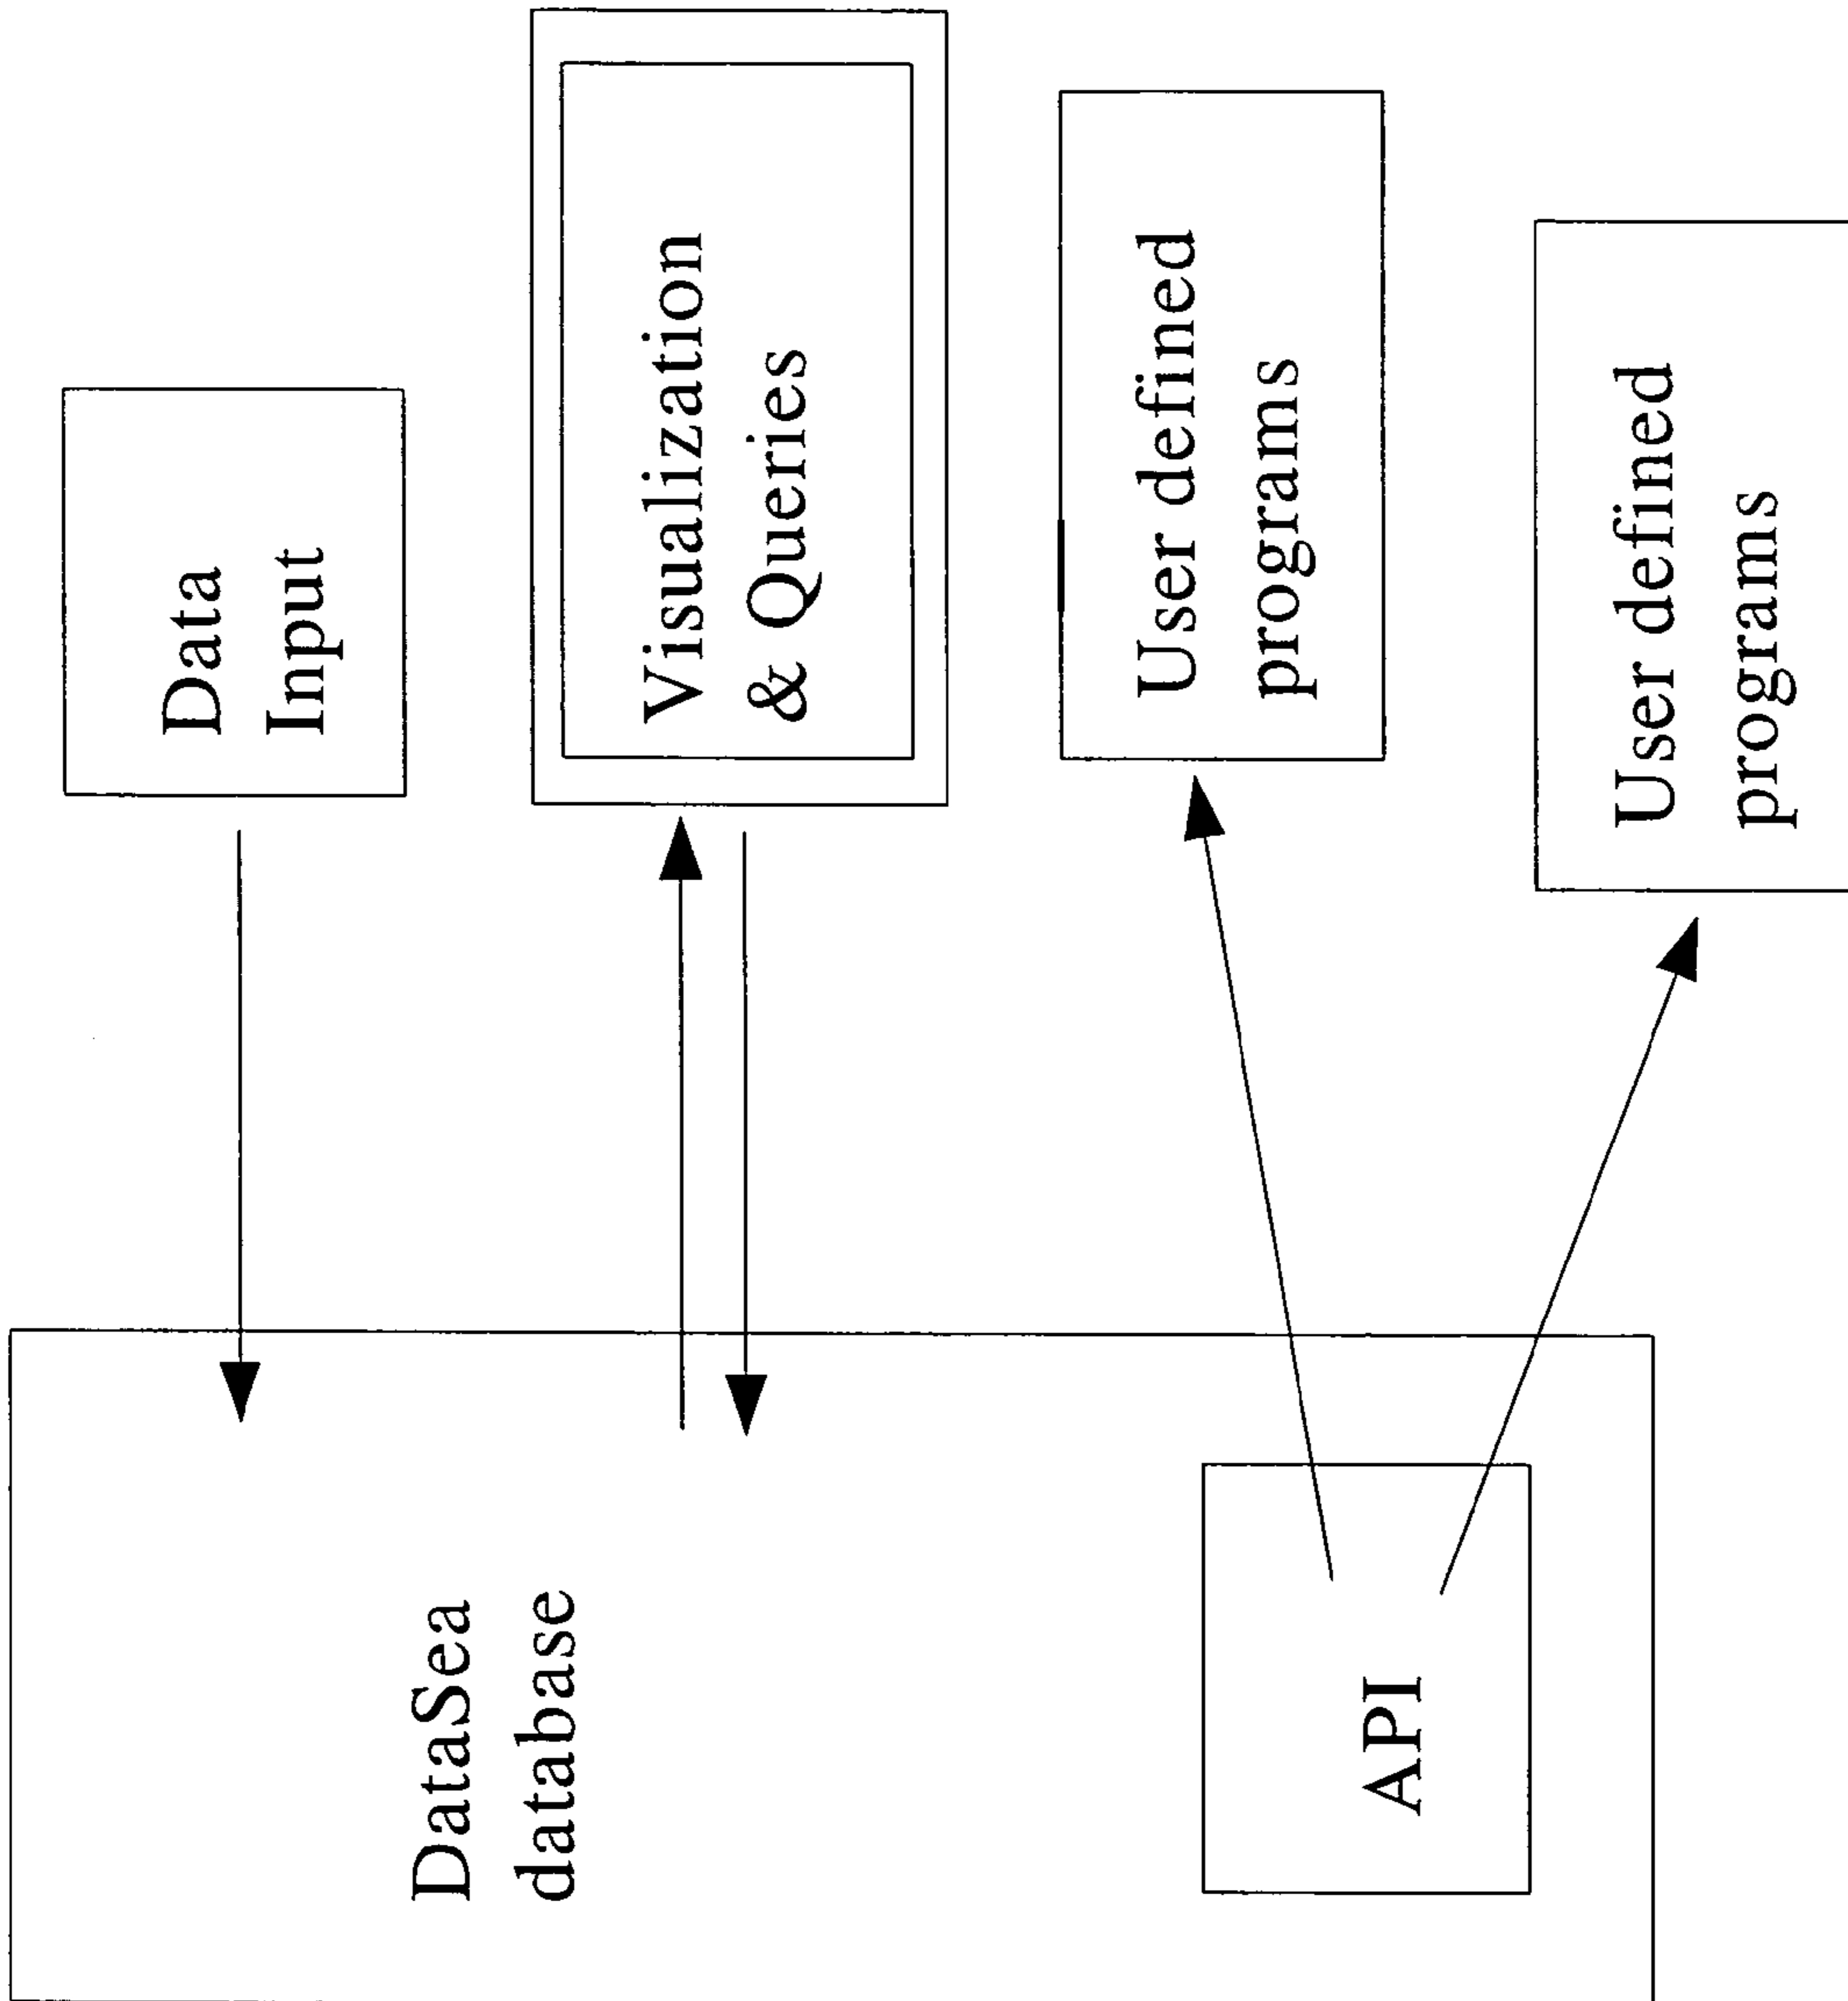 Data
Input
Visualization
& Queries
User defined
programs
User defined
programs
DataSea
database
API